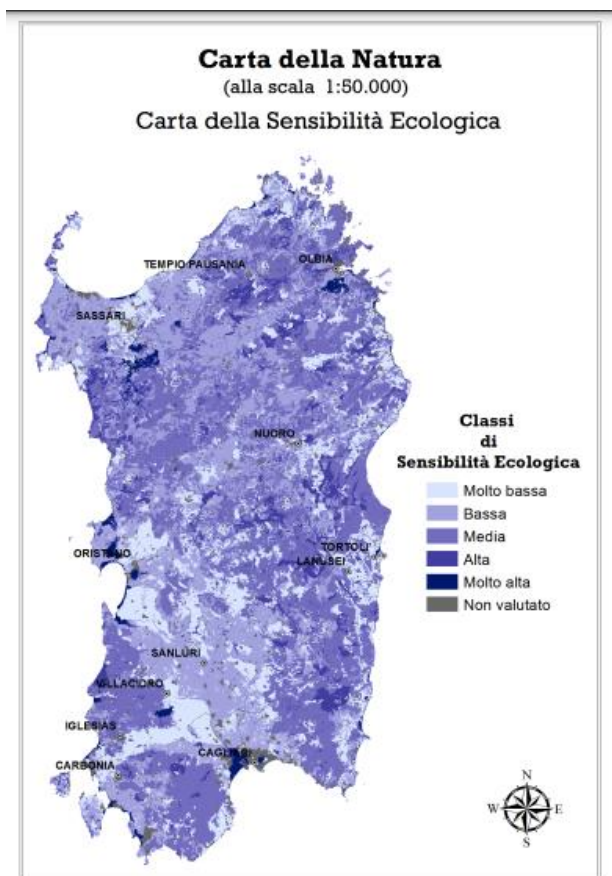 Carta della Natura
(alla scala 1:50.000)
Carta della Sensibilità Ecologica
TEMPIO PAUSANIA
OLBIA
SASSARI
NUORO
Classi
di
Sensibilità Ecologica
Molto bassa
Bassa
Media
Alta
Molto alta
Non valutato
ORISTANO
TORTOLÌ
LANUSEI
SANLURI
VILLACIDRO
IGLESIAS
CARBONIA
CAGLIARI
N
W E
S